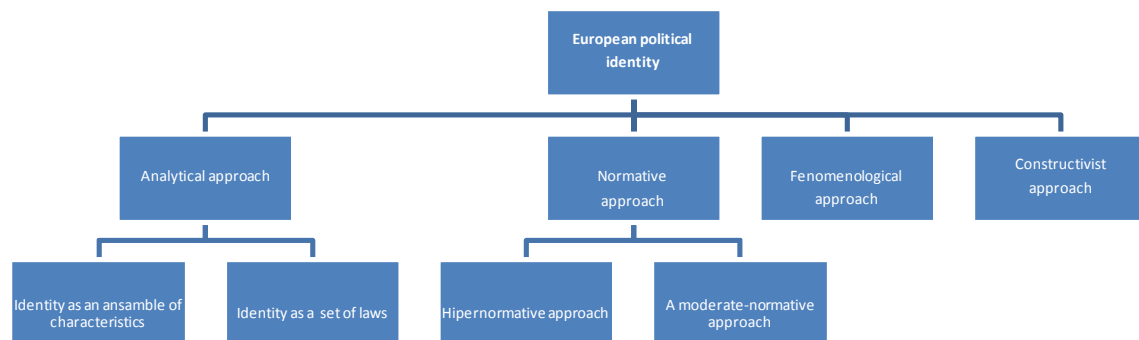 European political
identity
Analytical approach
Normative
approach
Fenomenological
approach
Constructivist
approach
Identity as an ansamble of
characteristics
Identity as a set of laws
Hipernormative approach
A moderate-normative
approach